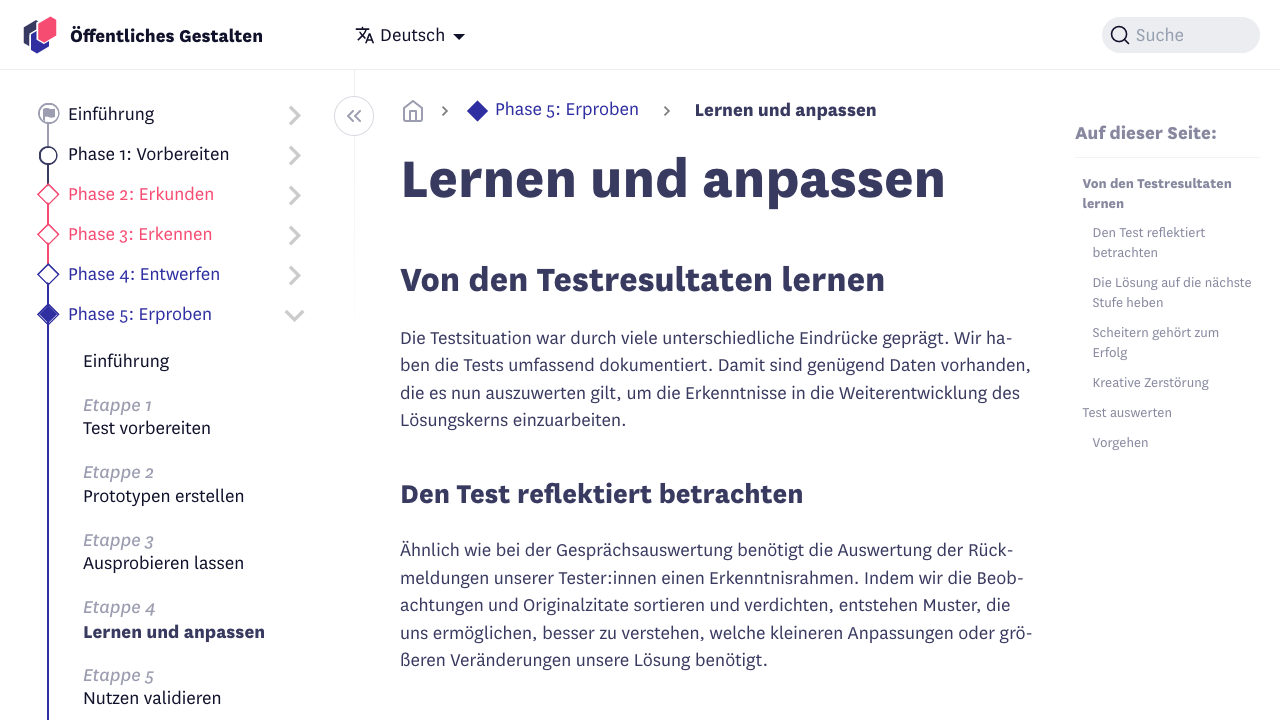 Öffentliches Gestalten
Deutsch
Suche
Einführung
Phase 1: Vorbereiten
Phase 2: Erkunden
Phase 3: Erkennen
Phase 4: Entwerfen
Phase 5: Erproben
Einführung
Etappe 1
Test vorbereiten
Etappe 2
Prototypen erstellen
Etappe 3
Ausprobieren lassen
Etappe 4
Lernen und anpassen
Etappe 5
Nutzen validieren
Phase 5: Erproben
Lernen und anpassen
Lernen und anpassen
Von den Testresultaten lernen
Die Testsituation war durch viele unterschiedliche Eindrücke geprägt. Wir ha-
ben die Tests umfassend dokumentiert. Damit sind genügend Daten vorhanden,
die es nun auszuwerten gilt, um die Erkenntnisse in die Weiterentwicklung des
Lösungskerns einzuarbeiten.
Den Test reflektiert betrachten
Ähnlich wie bei der Gesprächsauswertung benötigt die Auswertung der Rück-
meldungen unserer Tester:innen einen Erkenntnisrahmen. Indem wir die Beob-
achtungen und Originalzitate sortieren und verdichten, entstehen Muster, die
uns ermöglichen, besser zu verstehen, welche kleineren Anpassungen oder grö-
ßeren Veränderungen unsere Lösung benötigt.
Auf dieser Seite:
Von den Testresultaten
lernen
Den Test reflektiert
betrachten
Die Lösung auf die nächste
Stufe heben
Scheitern gehört zum
Erfolg
Kreative Zerstörung
Test auswerten
Vorgehen